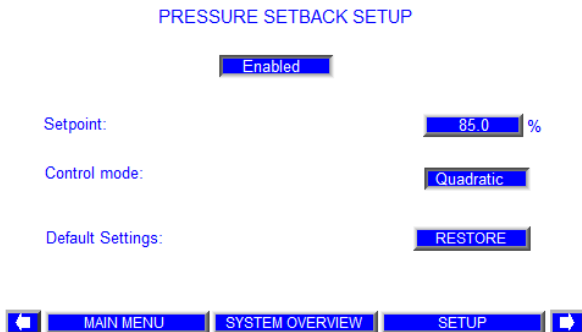 PRESSURE SETBACK SETUP
Enabled
Setpoint: 85.0 %
Control mode: Quadratic
Default Settings: RESTORE
MAIN MENU SYSTEM OVERVIEW SETUP